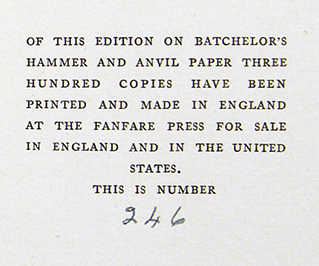 OF THIS EDITION ON BATCHELOR'S
HAMMER AND ANVIL PAPER THREE
HUNDRED COPIES HAVE BEEN
PRINTED AND MADE IN ENGLAND
AT THE FANFARE PRESS FOR SALE
IN ENGLAND AND IN THE UNITED
STATES.
THIS IS NUMBER
246